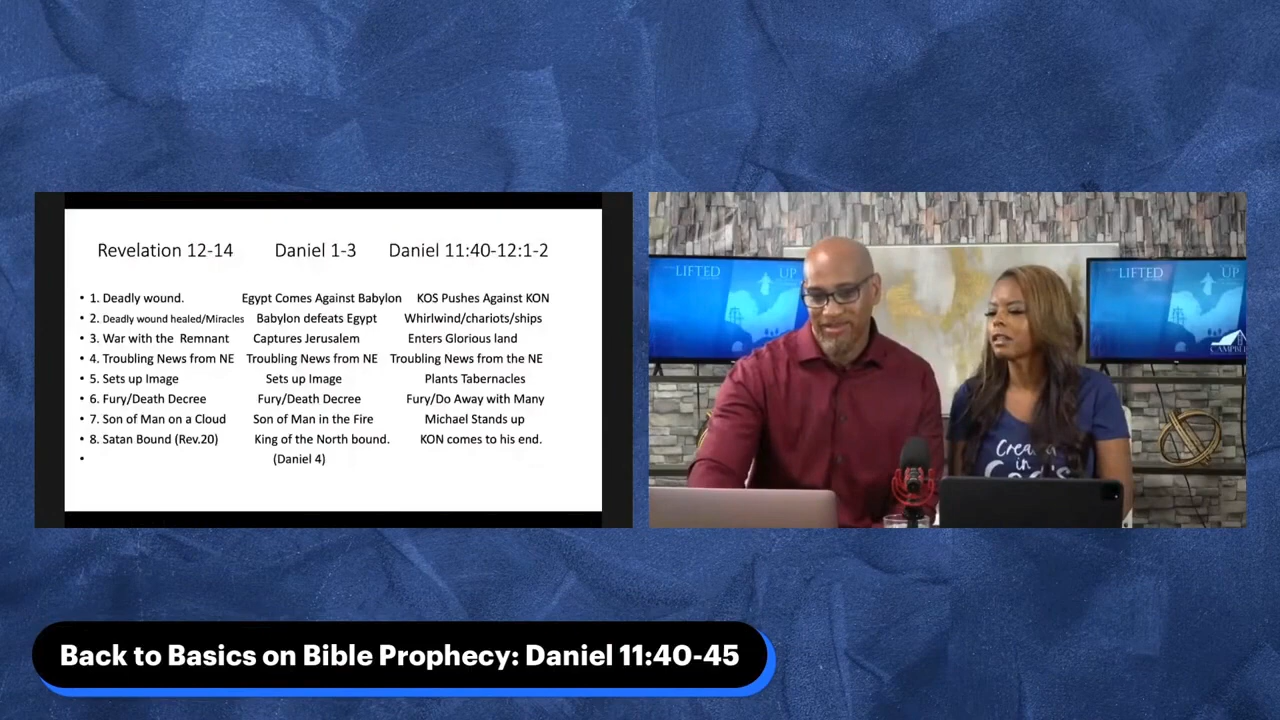 Revelation 12-14 Daniel 1-3 Daniel 11:40-12:1-2
• 1. Deadly wound. Egypt Comes Against Babylon KOS Pushes Against KON
• 2. Deadly wound healed/Miracles Babylon defeats Egypt Whirlwind/chariots/ships
• 3. War with the Remnant Captures Jerusalem Enters Glorious land
• 4. Troubling News from NE Troubling News from NE Troubling News from the NE
• 5. Sets up Image Sets up Image Plants Tabernacles
• 6. Fury/Death Decree Fury/Death Decree Fury/Do Away with Many
• 7. Son of Man on a Cloud Son of Man in the Fire Michael Stands up
• 8. Satan Bound (Rev.20) King of the North bound. KON comes to his end.
• (Daniel 4)
LIFTED UP
LIFTED UP
Created
in
God's
Back to Basics on Bible Prophecy: Daniel 11:40-45